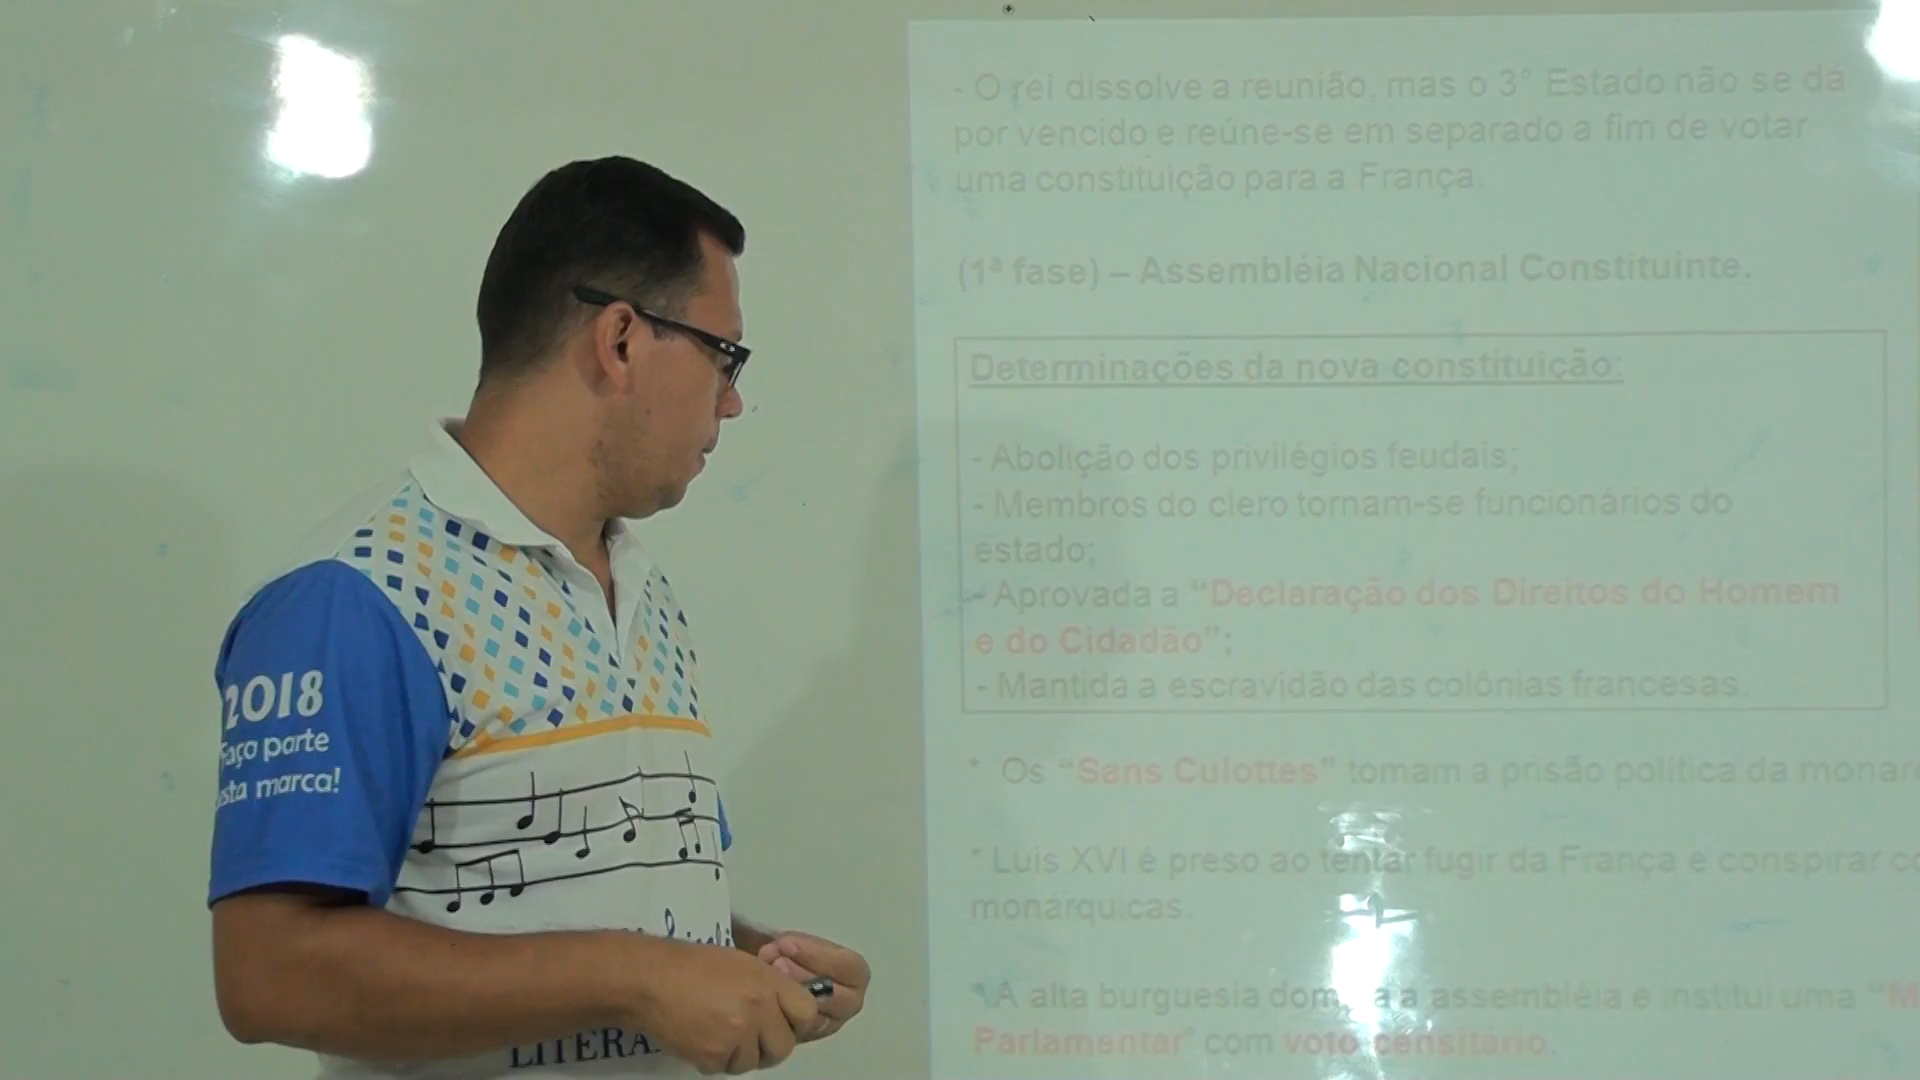 - O rei dissolve a reunião, mas o 3° Estado não se dá
por vencido e reúne-se em separado a fim de votar
uma constituição para a França.
(1ª fase) – Assembléia Nacional Constituinte.
Determinações da nova constituição:
- Abolição dos privilégios feudais;
- Membros do clero tornam-se funcionários do
estado;
- Aprovada a “Declaração dos Direitos do Homem
e do Cidadão”;
- Mantida a escravidão das colônias francesas.
* Os “Sans Culottes” tomam a prisão política da
* Luis XVI é preso ao tentar fugir da França e conspirar
monárquicas.
* A alta burguesia a assembléia e institui uma
Parlamentar” com voto censitário.
2018
Faço parte
marca!